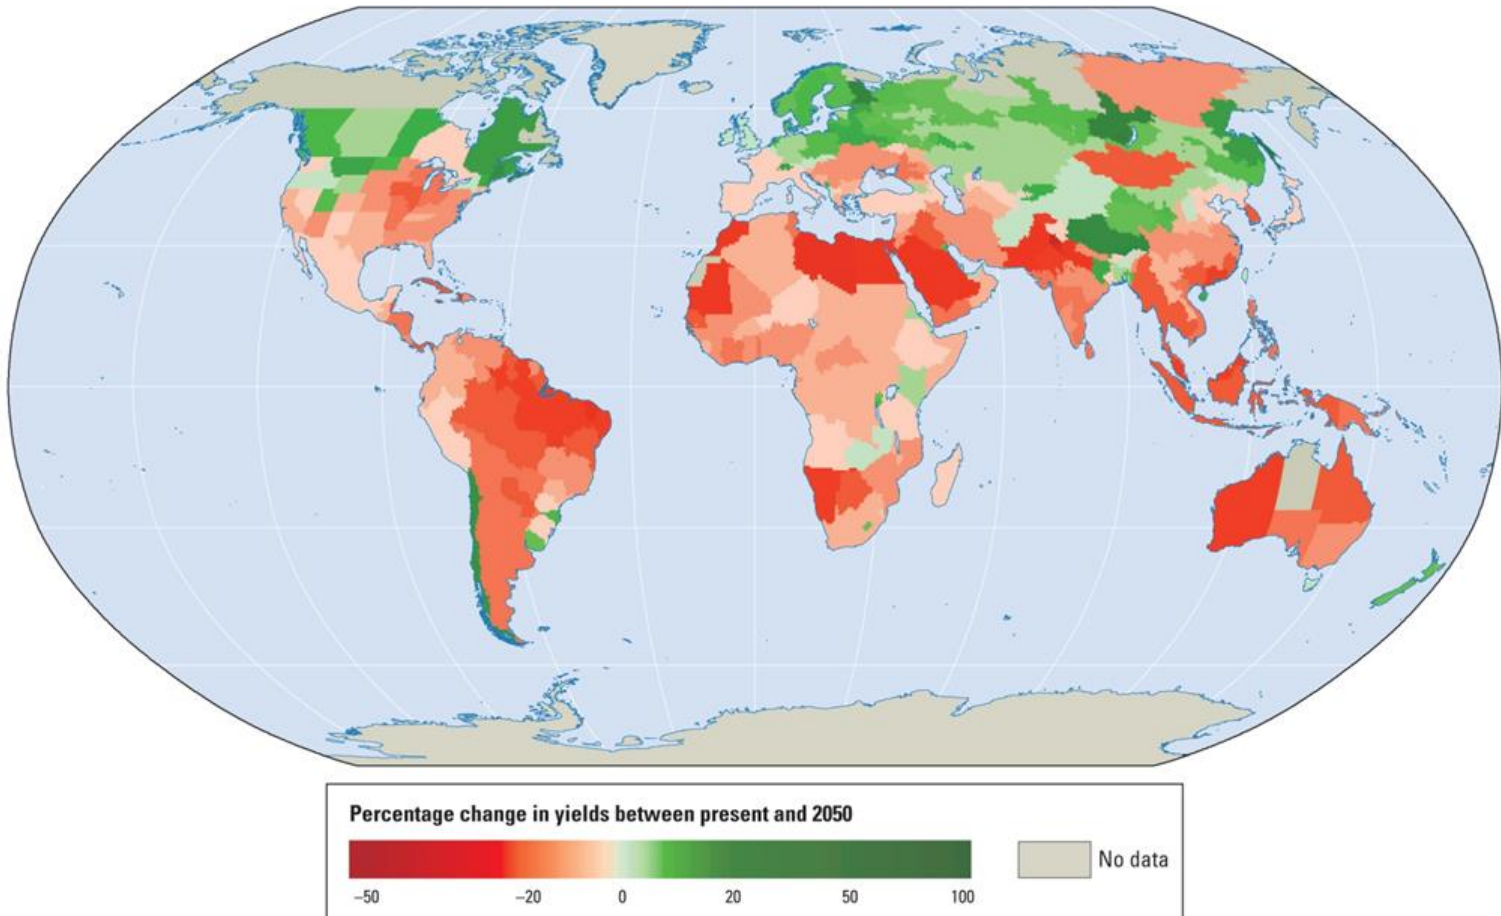 Percentage change in yields between present and 2050
No data
–50 –20 0 20 50 100